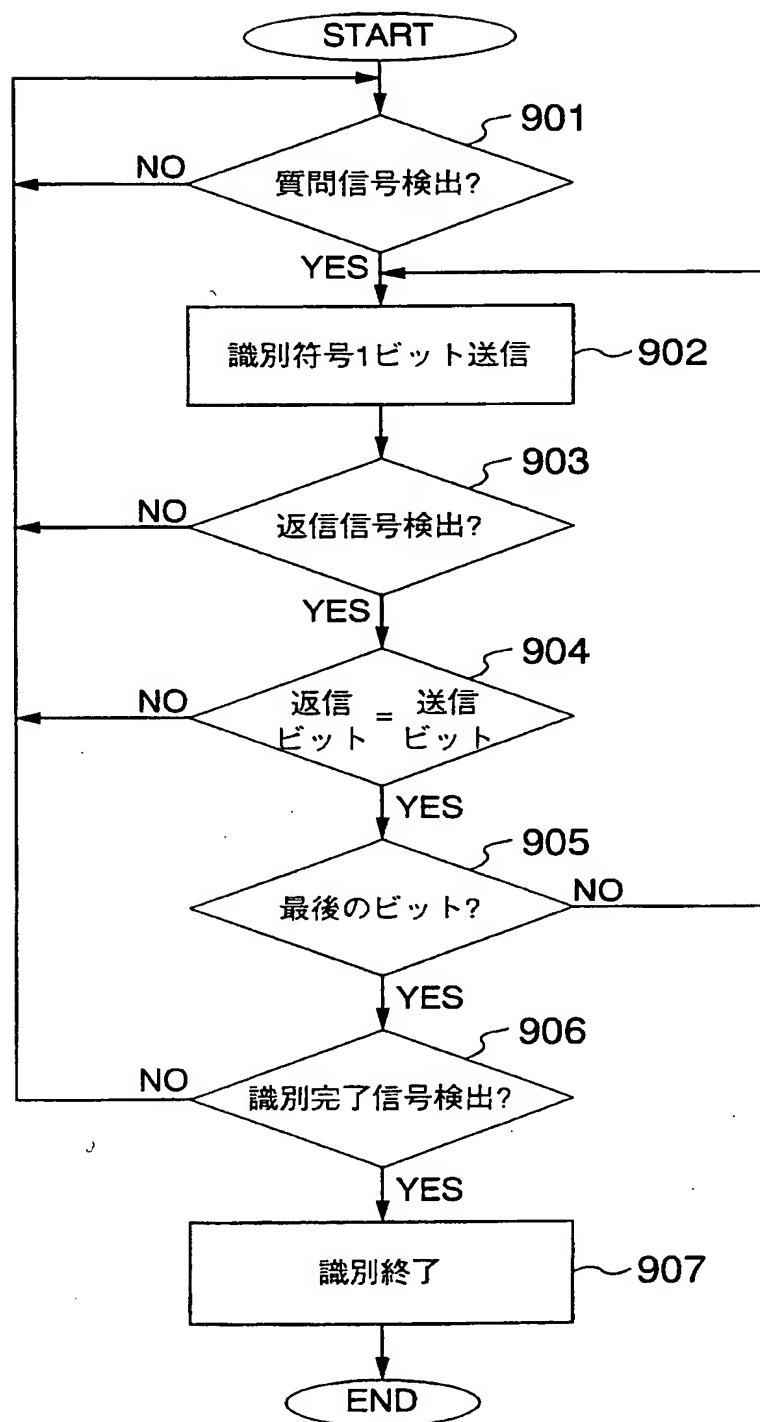 START
901
NO
質問信号検出?
YES
識別符号1ビット送信
902
903
NO
返信信号検出?
YES
904
NO
返信 = 送信
ビット ビット
YES
905
最後のビット?
NO
YES
906
NO
識別完了信号検出?
YES
識別終了
907
END